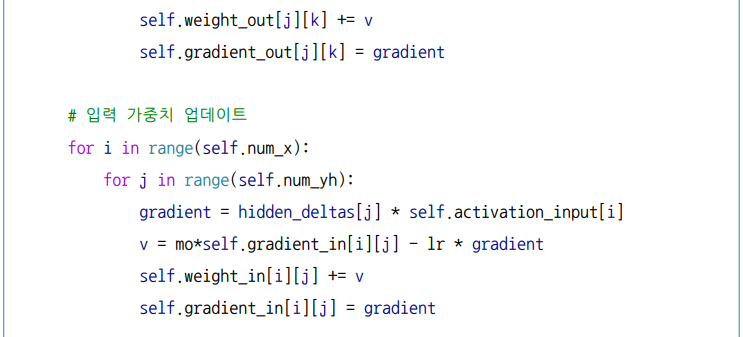 self.weight_out[j][k] += v
self.gradient_out[j][k] = gradient
# 입력 가중치 업데이트
for i in range(self.num_x):
for j in range(self.num_yh):
gradient = hidden_deltas[j] * self.activation_input[i]
v = mo*self.gradient_in[i][j] - lr * gradient
self.weight_in[i][j] += v
self.gradient_in[i][j] = gradient